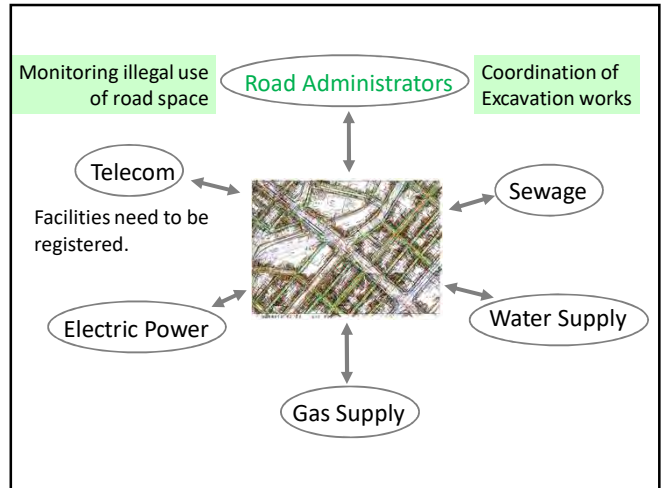 Monitoring illegal use
of road space
Road Administrators
Coordination of
Excavation works
Telecom
Sewage
Facilities need to be
registered.
Electric Power
Water Supply
Gas Supply